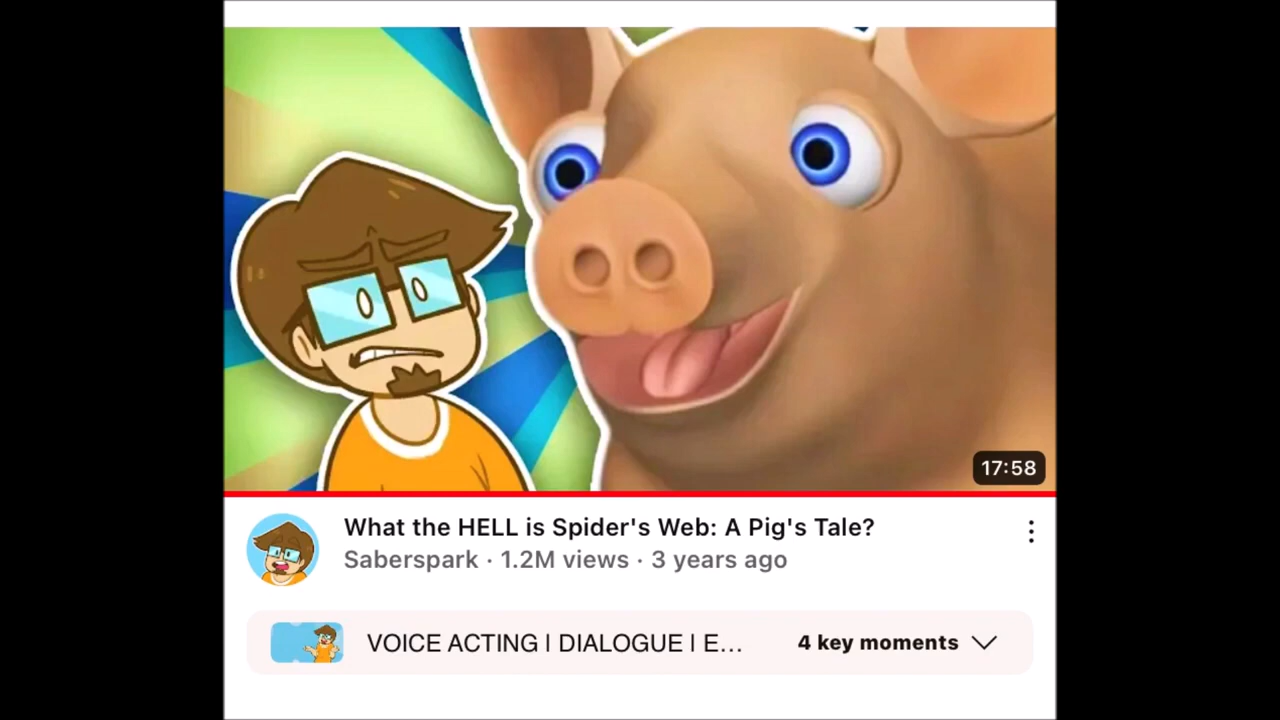 17:58
What the HELL is Spider's Web: A Pig's Tale?
Saberspark · 1.2M views · 3 years ago
VOICE ACTING | DIALOGUE | E... 4 key moments